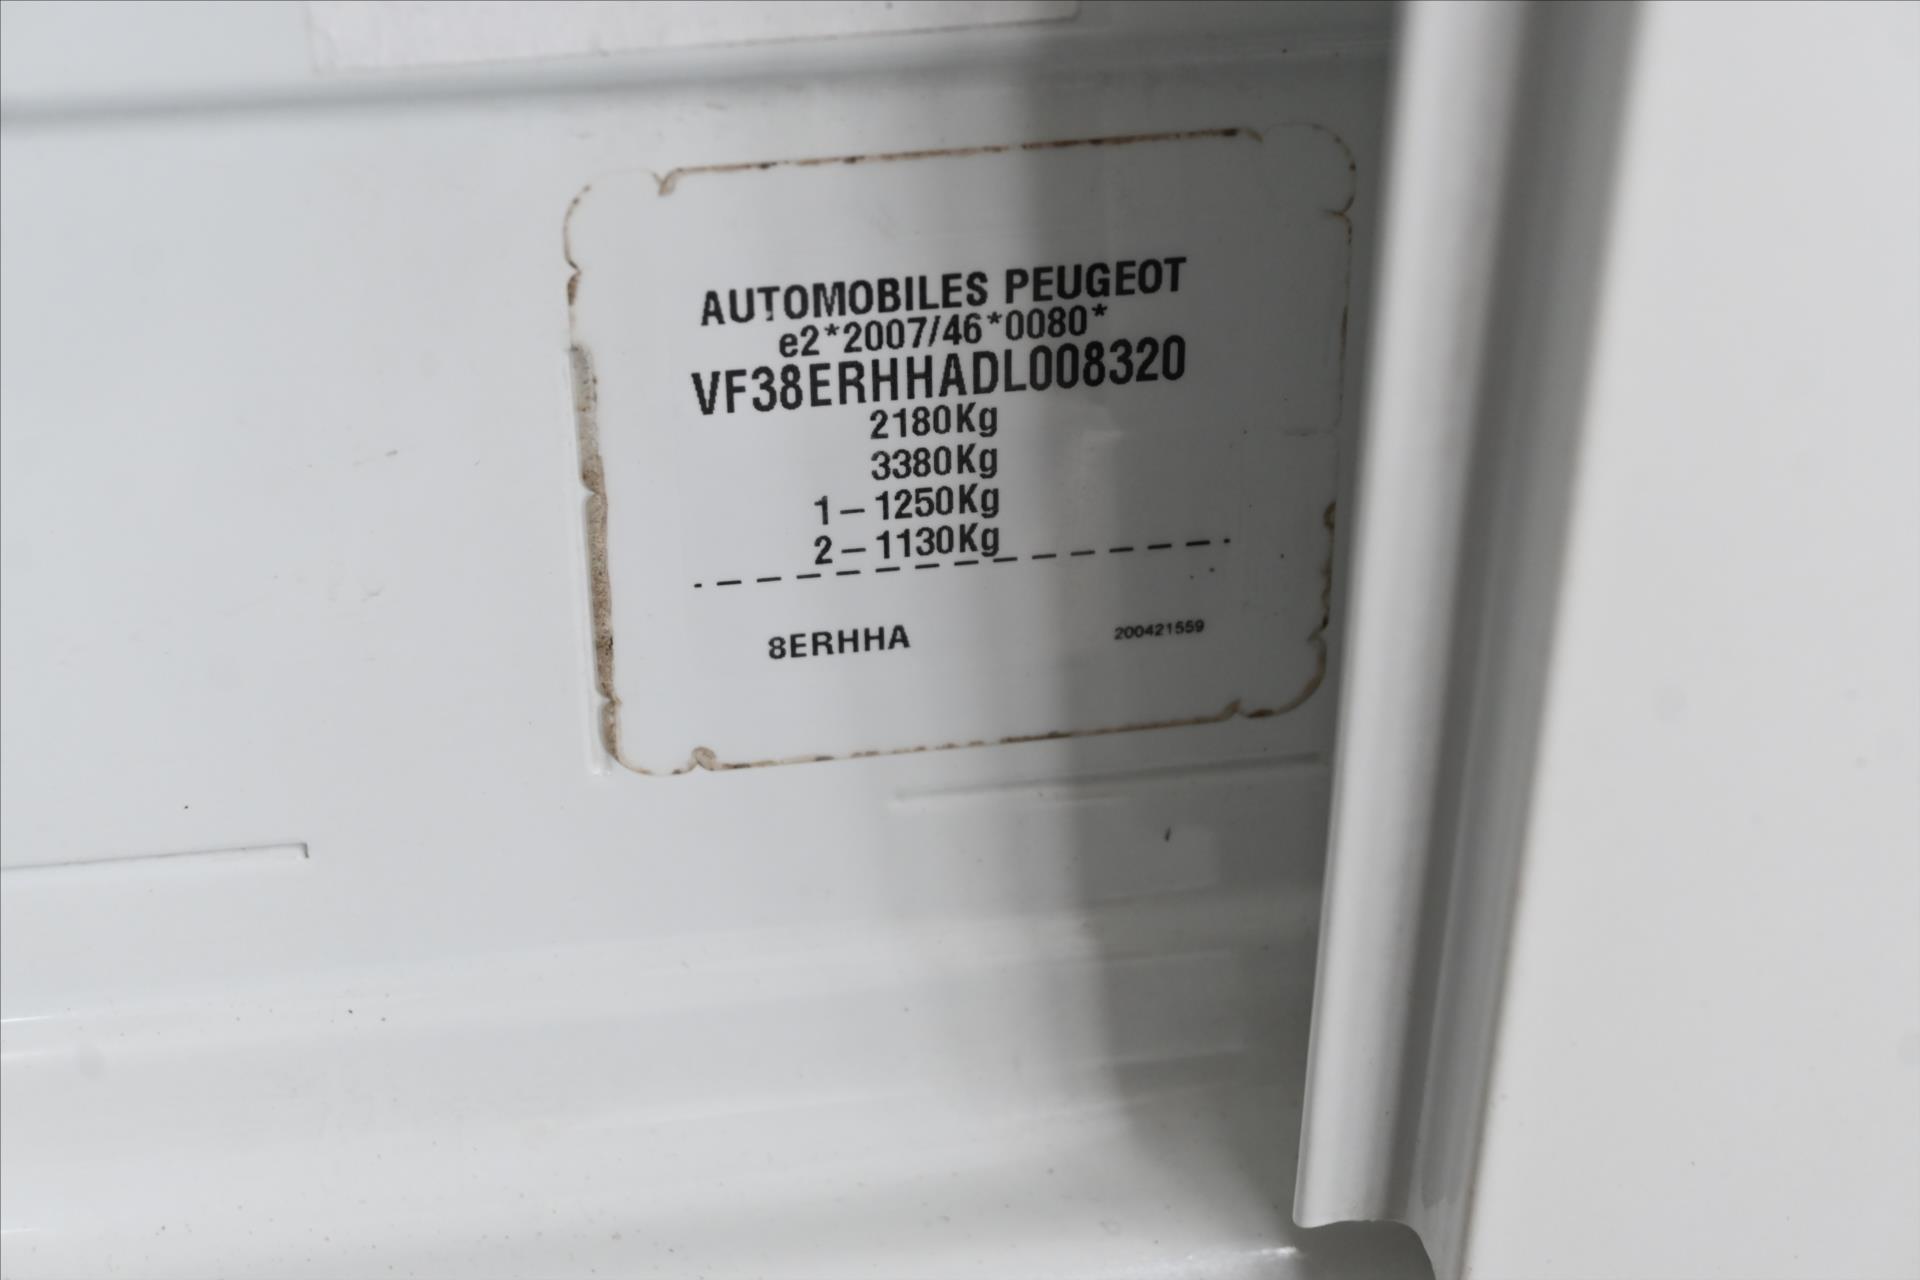 AUTOMOBILES PEUGEOT
e2*2007/46*0080*
VF38ERHHADL008320
2180Kg
3380Kg
1–1250Kg
2–1130Kg
8ERHHA 200421559